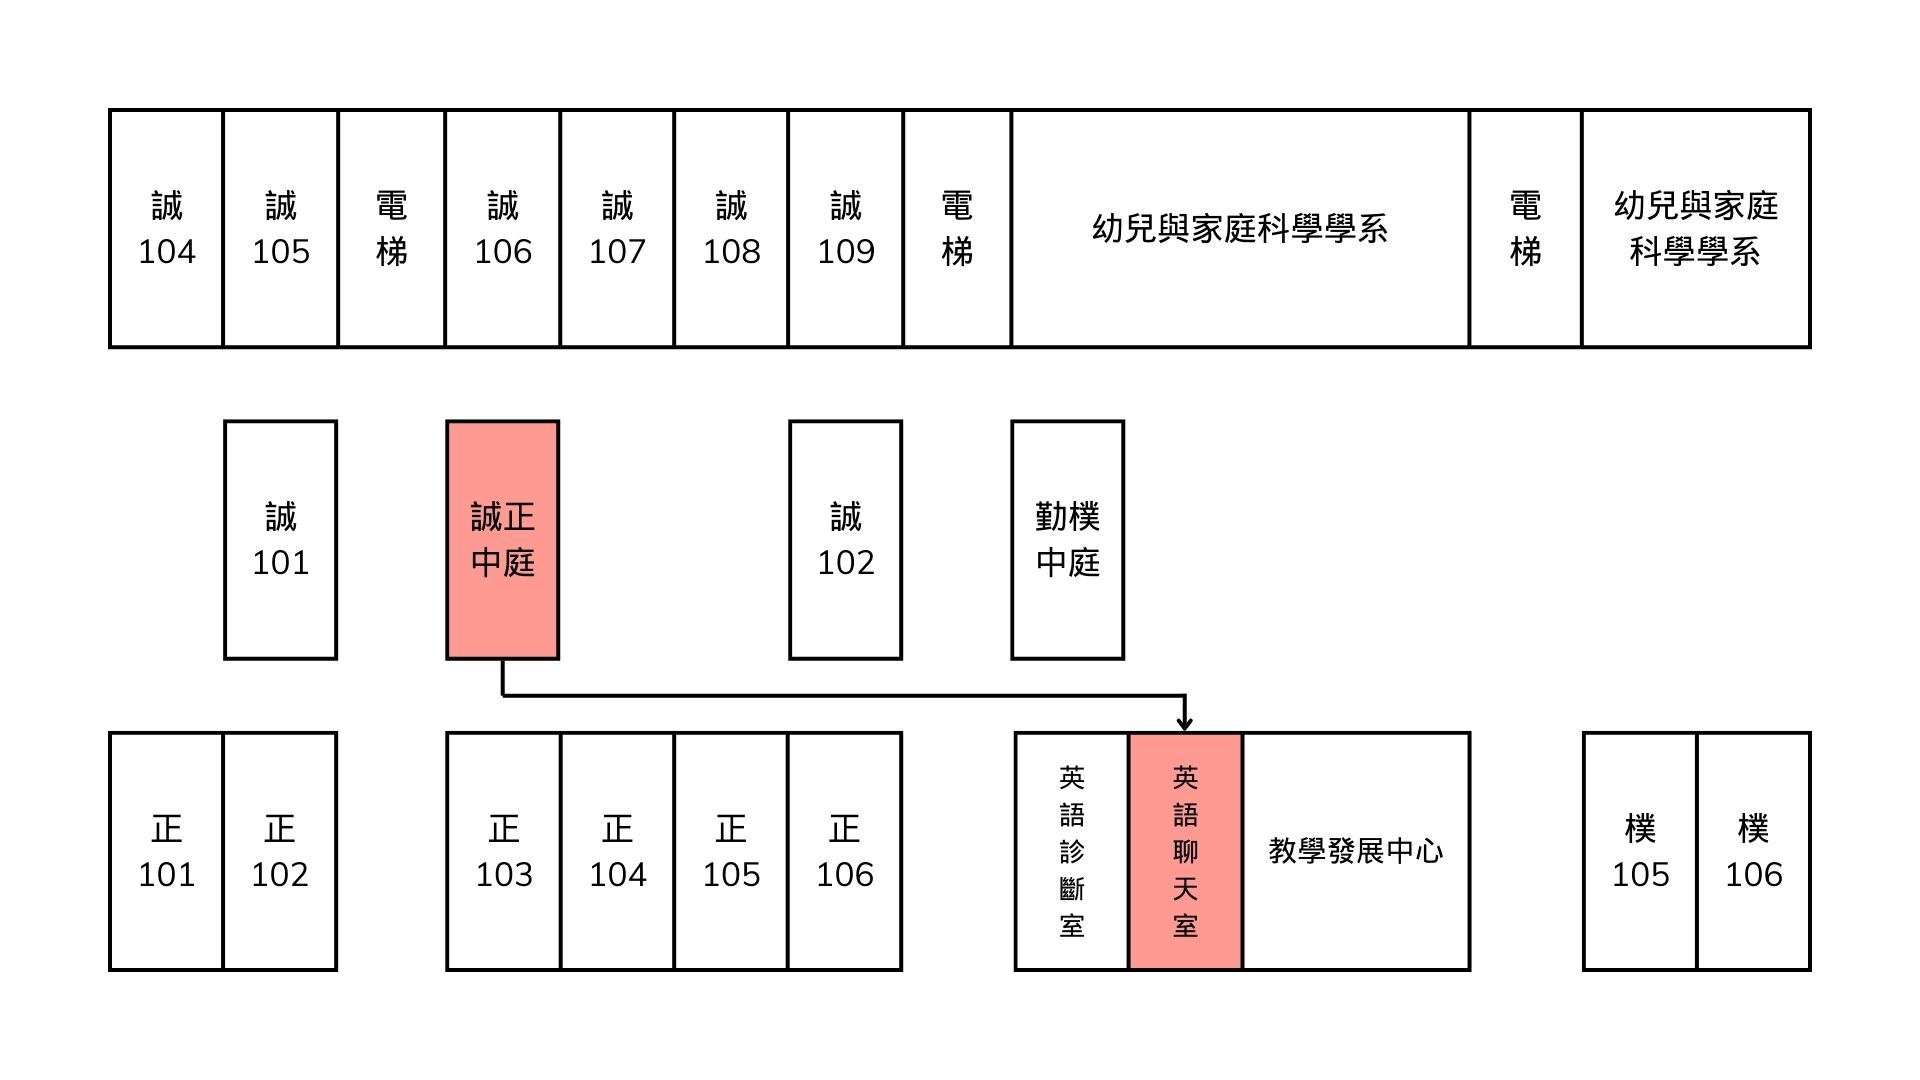 誠
104
誠
105
電
梯
誠
106
誠
107
誠
108
誠
109
電
梯
幼兒與家庭科學學系
電
梯
幼兒與家庭
科學學系
誠
101
誠正
中庭
誠
102
勤樸
中庭
正
101
正
102
正
103
正
104
正
105
正
106
英
語
診
斷
室
英
語
聊
天
室
教學發展中心
樸
105
樸
106